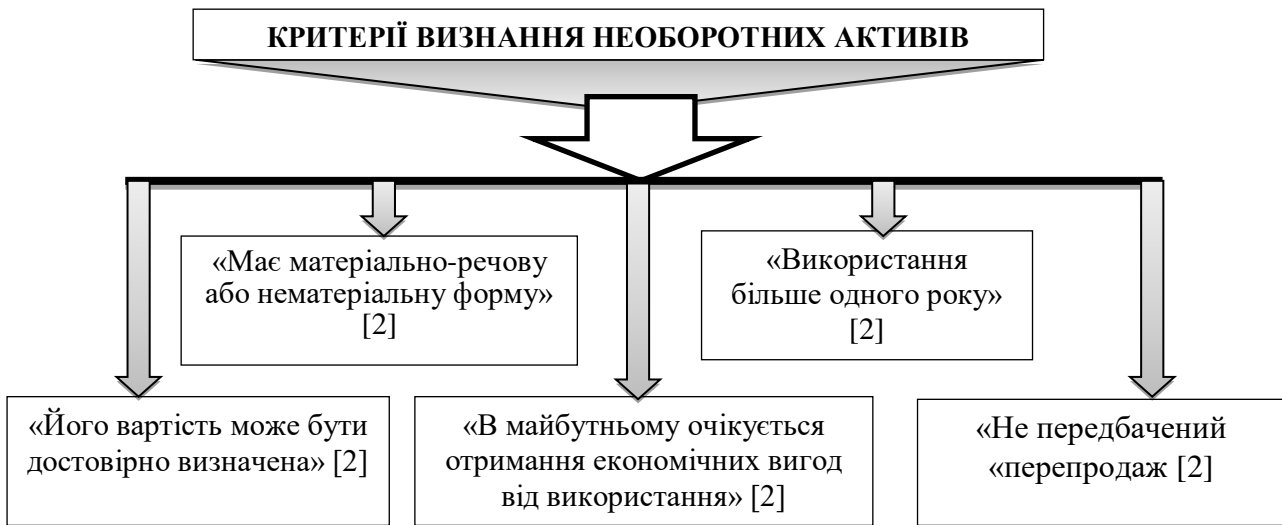 КРИТЕРІЇ ВИЗНАННЯ НЕОБОРОТНИХ АКТИВІВ
«Має матеріально-речову
або нематеріальну форму»
[2]
«Використання
більше одного року»
[2]
«Його вартість може бути
достовірно визначена» [2]
«В майбутньому очікується
отримання економічних вигод
від використання» [2]
«Не передбачений
«перепродаж [2]